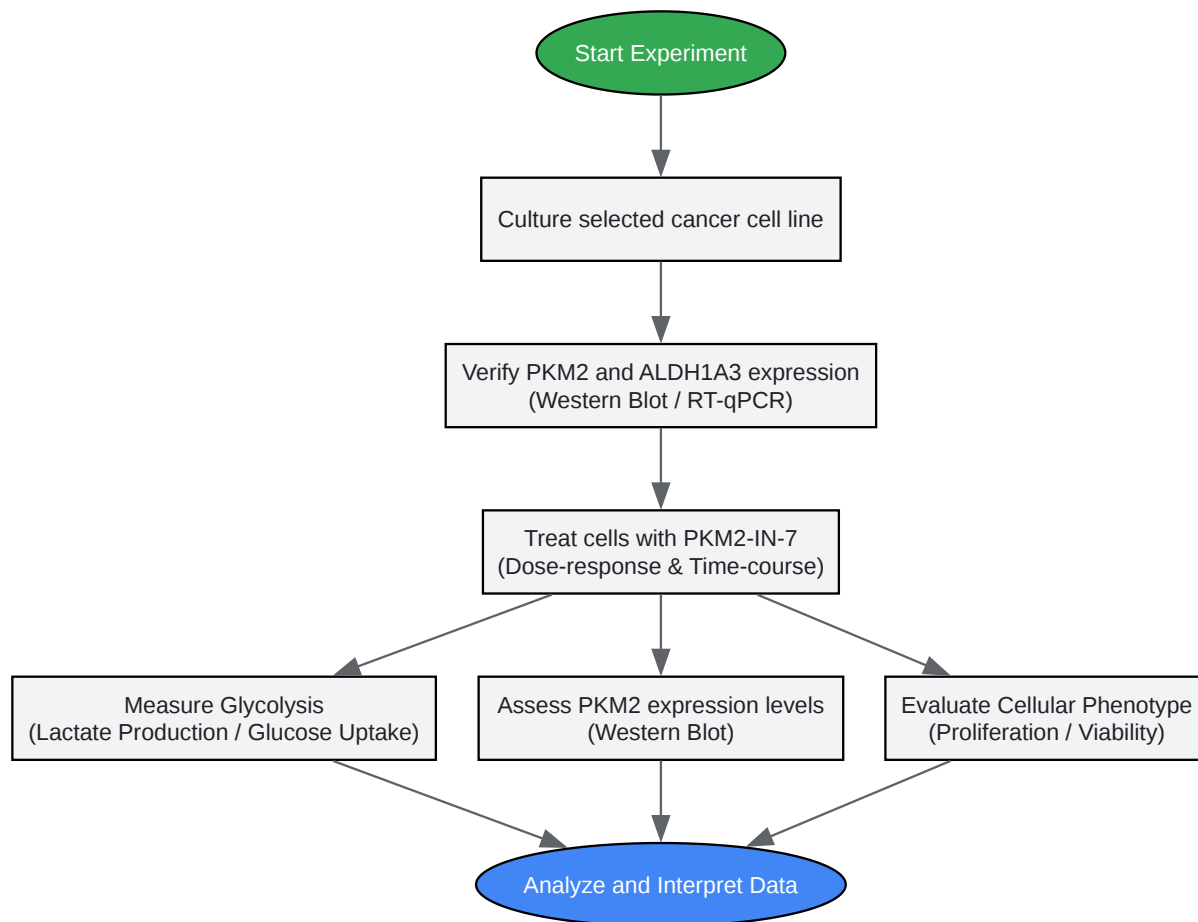 Start Experiment
Culture selected cancer cell line
Verify PKM2 and ALDH1A3 expression
(Western Blot / RT-qPCR)
Treat cells with PKM2-IN-7
(Dose-response & Time-course)
Measure Glycolysis
(Lactate Production / Glucose Uptake)
Assess PKM2 expression levels
(Western Blot)
Evaluate Cellular Phenotype
(Proliferation / Viability)
Analyze and Interpret Data